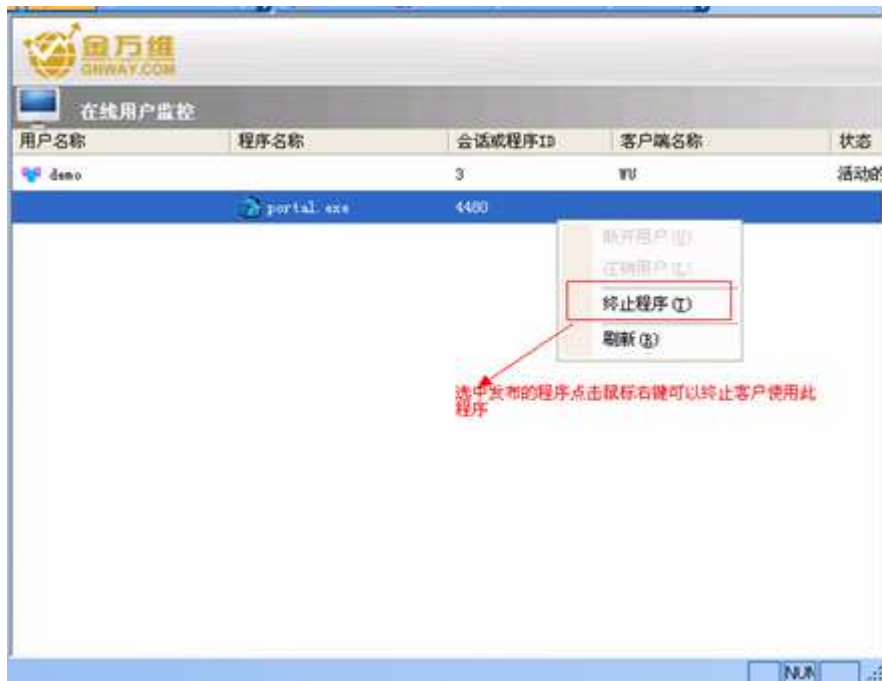 金万维
GNWAY.COM
在线用户监控
用户名称 程序名称 会话或程序ID 客户端名称 状态
demo 3 WU 活动的
portal.exe 4480
断开用户(D)
注销用户(L)
终止程序(T)
刷新(R)
选中发布的程序点击鼠标右键可以终止客户使用此
程序
NUM